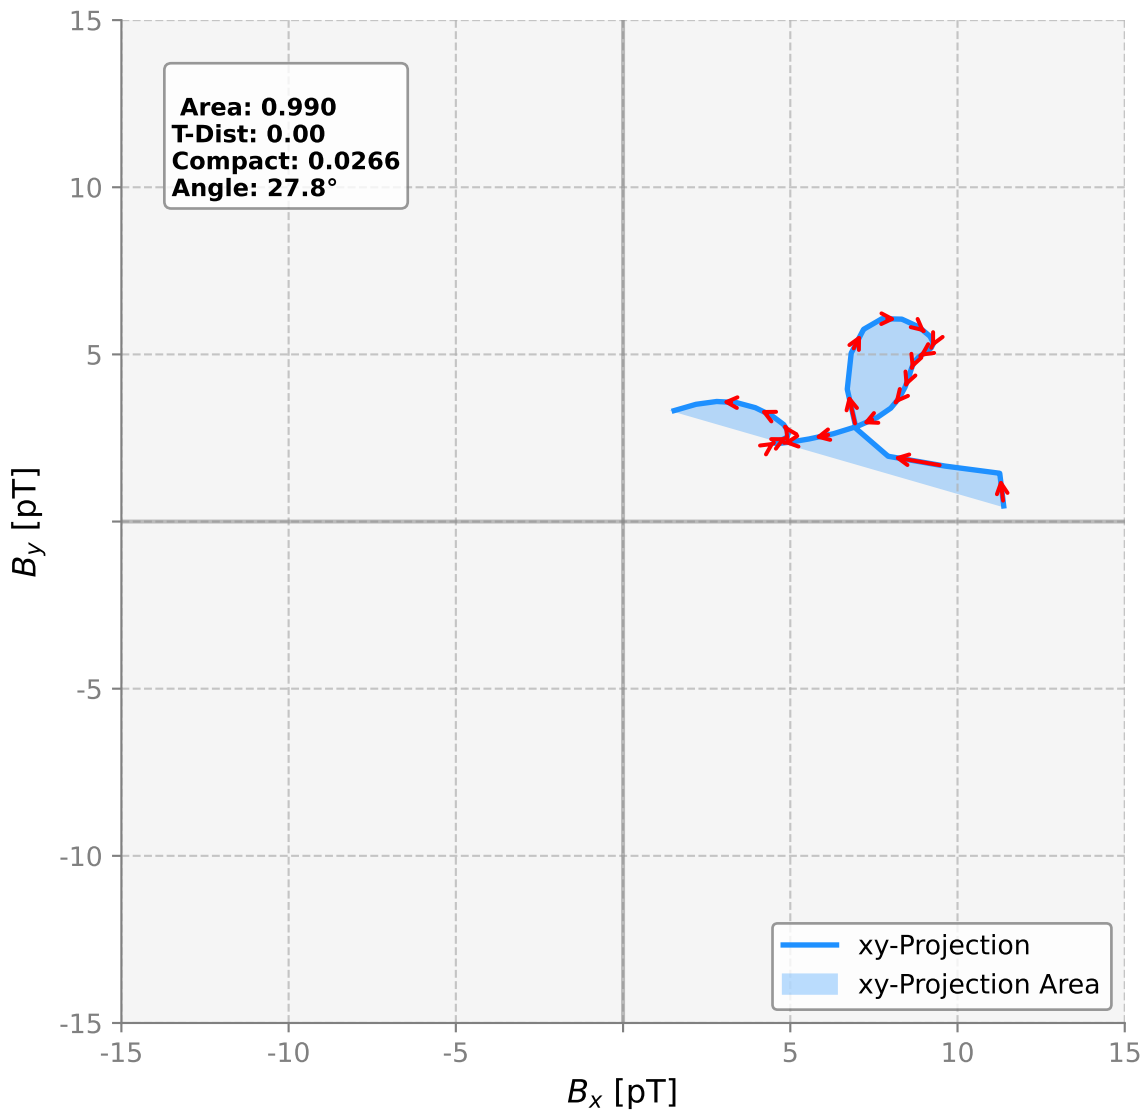 15
10
5
-5
-10
-15
Area: 0.990
T-Dist: 0.00
Compact: 0.0266
Angle: 27.8°
xy-Projection
xy-Projection Area
-15
-10
-5
5
10
15
B_x [pT]
B_y [pT]